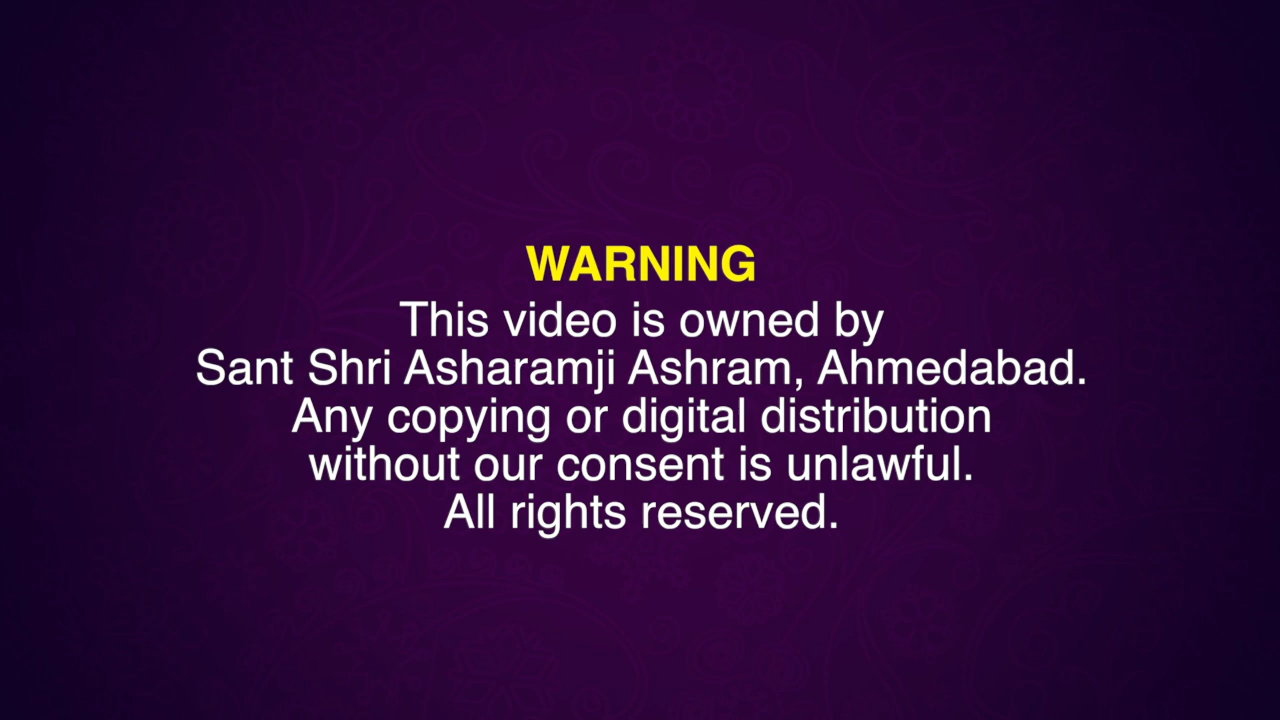 WARNING
This video is owned by
Sant Shri Asharamji Ashram, Ahmedabad.
Any copying or digital distribution
without our consent is unlawful.
All rights reserved.